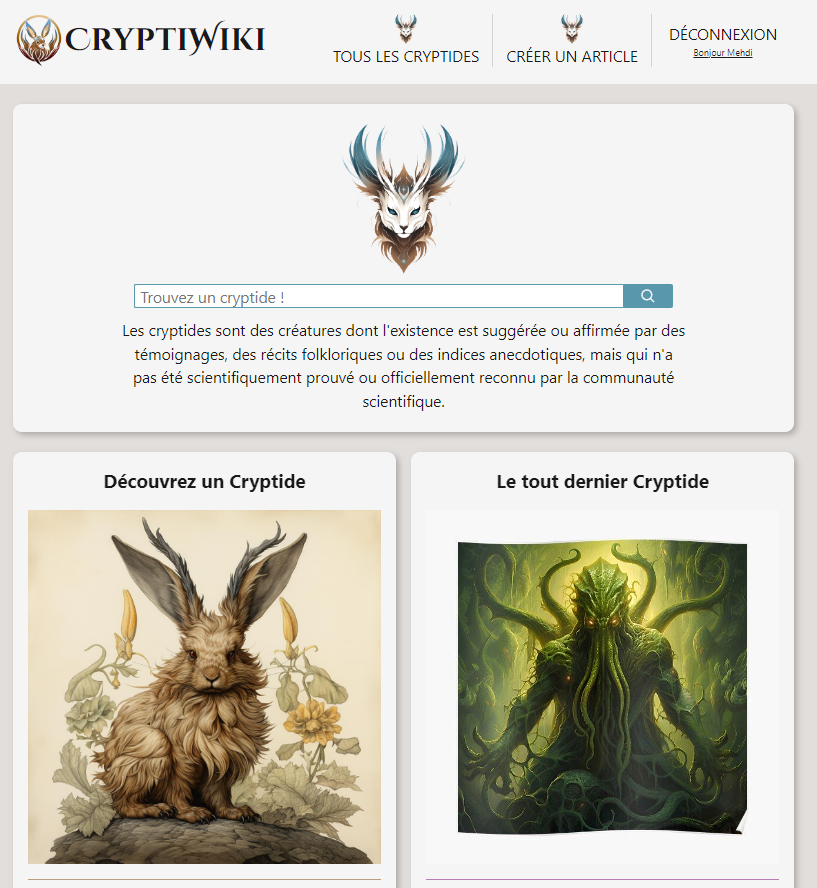 CRYPTIWIKI
TOUS LES CRYPTIDES
CRÉER UN ARTICLE
DÉCONNEXION
Bonjour Mehdi
Trouvez un cryptide !
Les cryptides sont des créatures dont l'existence est suggérée ou affirmée par des
témoignages, des récits folkloriques ou des indices anecdotiques, mais qui n'a
pas été scientifiquement prouvé ou officiellement reconnu par la communauté
scientifique.
Découvrez un Cryptide
Le tout dernier Cryptide